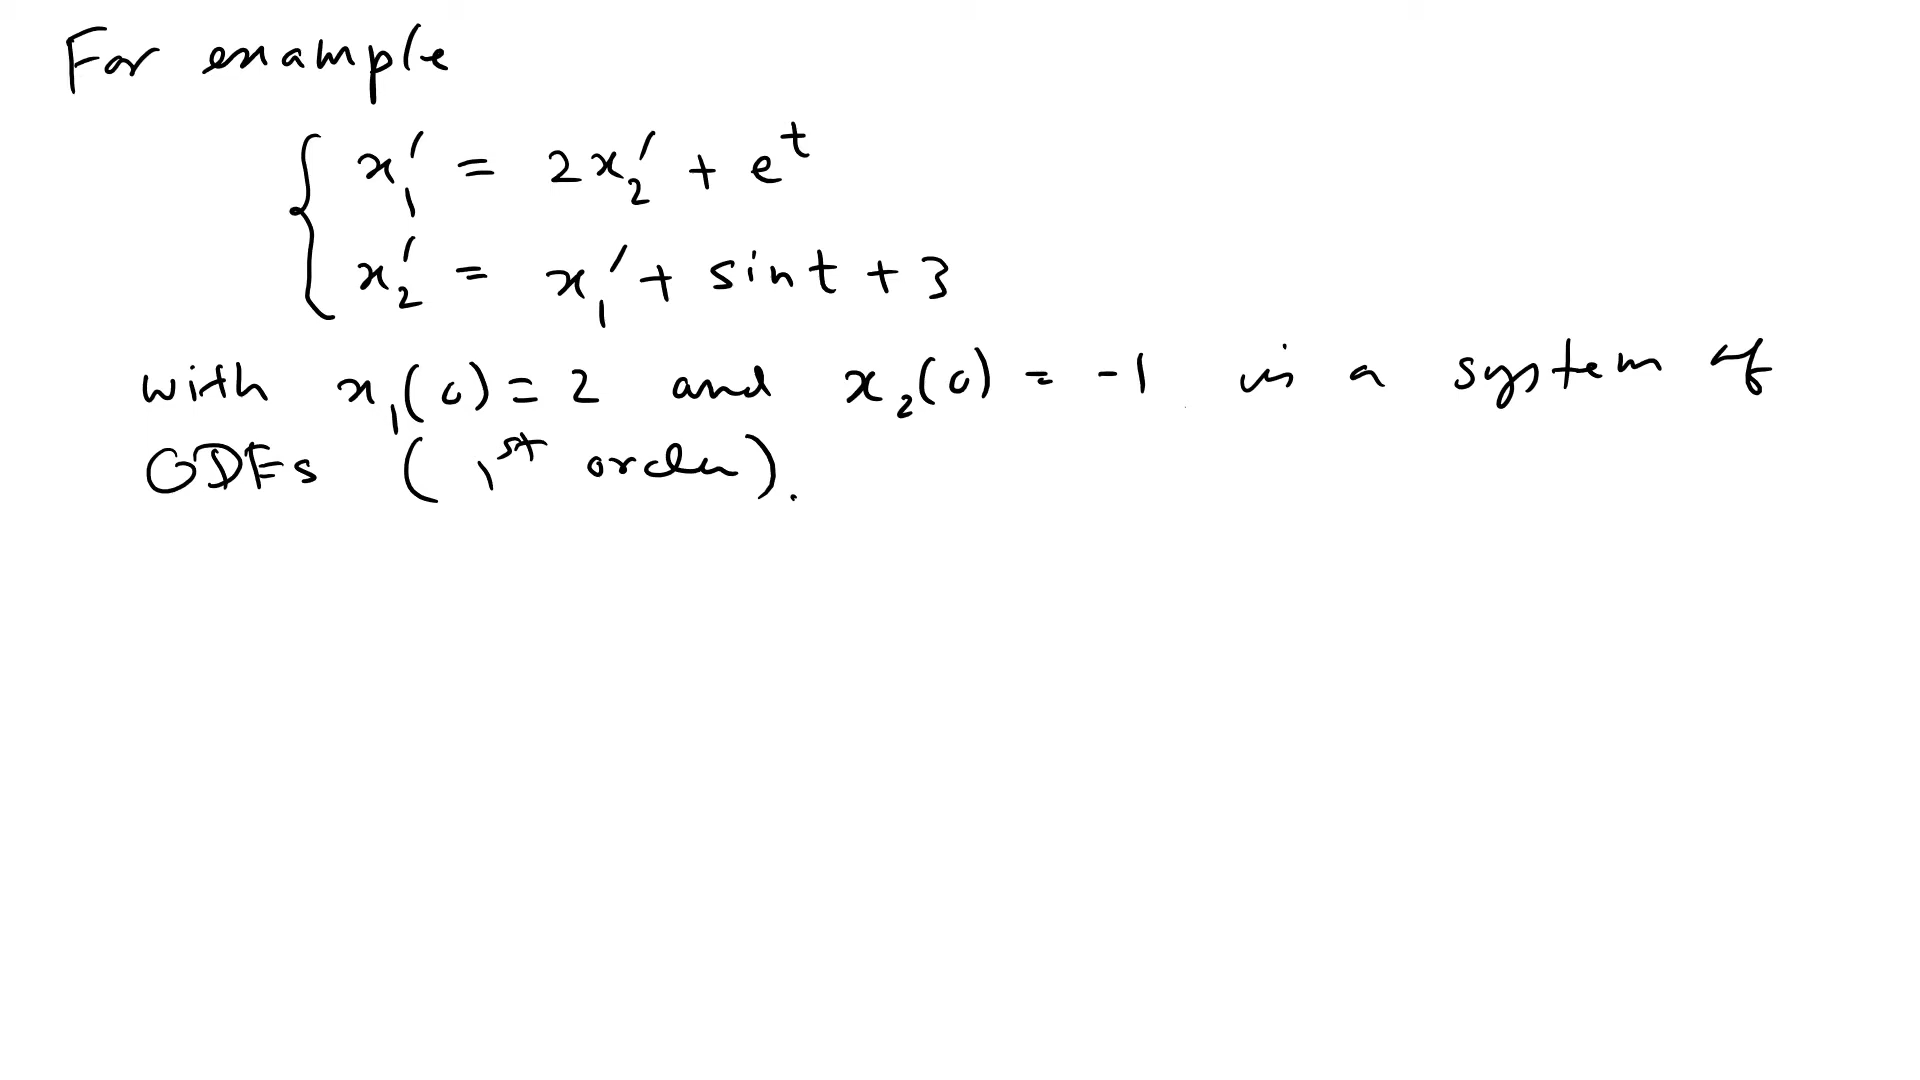 For example
x₁' = 2x₂' + eᵗ
x₂' = x₁' + sin t + 3
with x₁(0) = 2 and x₂(0) = -1 is a system of
ODEs (1ˢᵗ order).